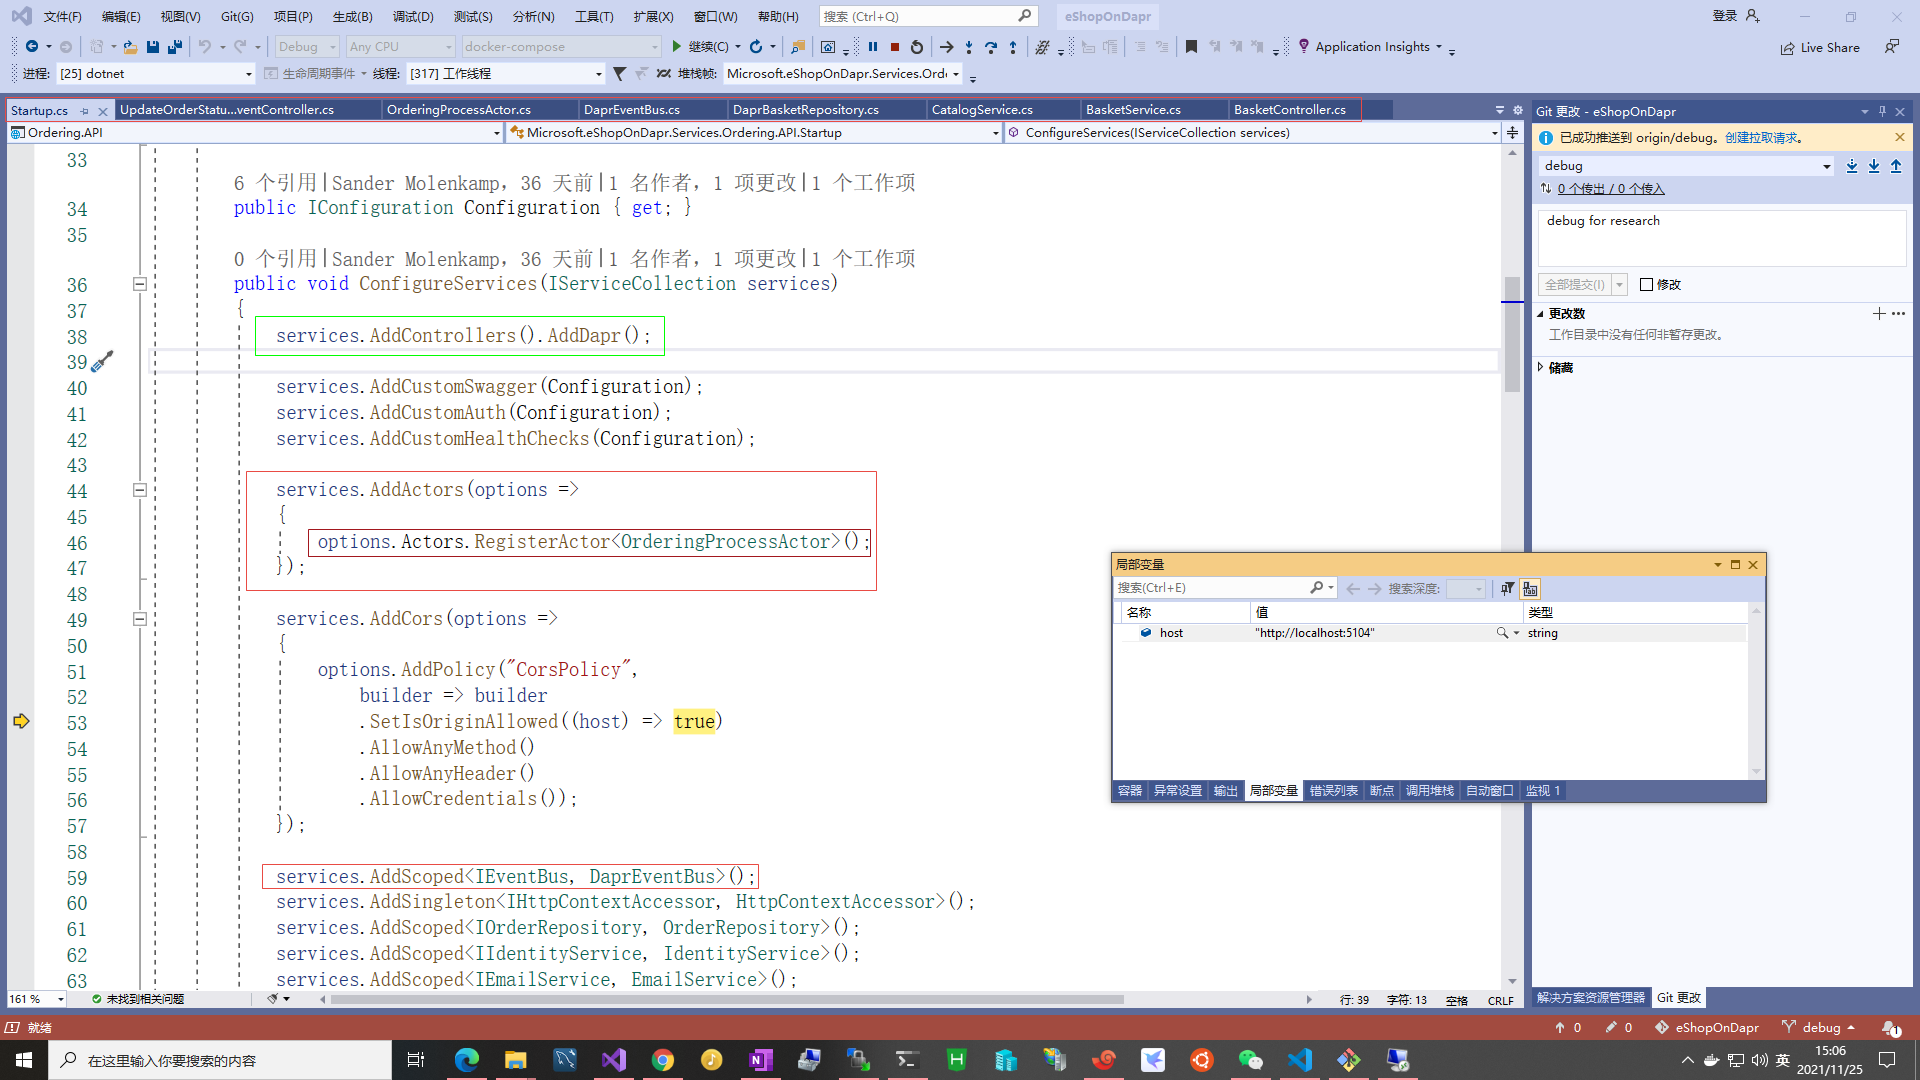 文件(F) 编辑(E) 视图(V) Git(G) 项目(P) 生成(B) 调试(D) 测试(S) 分析(N) 工具(T) 扩展(X) 窗口(W) 帮助(H) 搜索 (Ctrl+Q) eShopOnDapr 登录
Debug Any CPU docker-compose 继续(C) Application Insights Live Share
进程: [25] dotnet 生命周期事件 线程: [317] 工作线程 堆栈帧: Microsoft.eShopOnDapr.Services.Orde
Startup.cs UpdateOrderStatu...ventController.cs OrderingProcessActor.cs DaprEventBus.cs DaprBasketRepository.cs CatalogService.cs BasketService.cs BasketController.cs
Ordering.API Microsoft.eShopOnDapr.Services.Ordering.API.Startup ConfigureServices(IServiceCollection services)
33
6 个引用|Sander Molenkamp, 36 天前|1 名作者, 1 项更改|1 个工作项
34 public IConfiguration Configuration { get; }
35
0 个引用|Sander Molenkamp, 36 天前|1 名作者, 1 项更改|1 个工作项
36 public void ConfigureServices(IServiceCollection services)
37 {
38 services.AddControllers().AddDapr();
39
40 services.AddCustomSwagger(Configuration);
41 services.AddCustomAuth(Configuration);
42 services.AddCustomHealthChecks(Configuration);
43
44 services.AddActors(options =>
45 {
46 options.Actors.RegisterActor<OrderingProcessActor>();
47 });
48
49 services.AddCors(options =>
50 {
51 options.AddPolicy("CorsPolicy",
52 builder => builder
53 .SetIsOriginAllowed((host) => true)
54 .AllowAnyMethod()
55 .AllowAnyHeader()
56 .AllowCredentials());
57 });
58
59 services.AddScoped<IEventBus, DaprEventBus>();
60 services.AddSingleton<IHttpContextAccessor, HttpContextAccessor>();
61 services.AddScoped<IOrderRepository, OrderRepository>();
62 services.AddScoped<IIdentityService, IdentityService>();
63 services.AddScoped<IEmailService, EmailService>();
161 % 未找到相关问题 行: 39 字符: 13 空格 CRLF
Git 更改 - eShopOnDapr
已成功推送到 origin/debug。创建拉取请求。
debug
0 个传出 / 0 个传入
debug for research
全部提交(I) 修改
更改数
工作目录中没有任何非暂存更改。
储藏
局部变量
搜索(Ctrl+E) 搜索深度:
名称 值 类型
host "http://localhost:5104" string
容器 异常设置 输出 局部变量 错误列表 断点 调用堆栈 自动窗口 监视 1
解决方案资源管理器 Git 更改
就绪 0 0 eShopOnDapr debug 1
在这里输入你要搜索的内容 英 15:06
2021/11/25